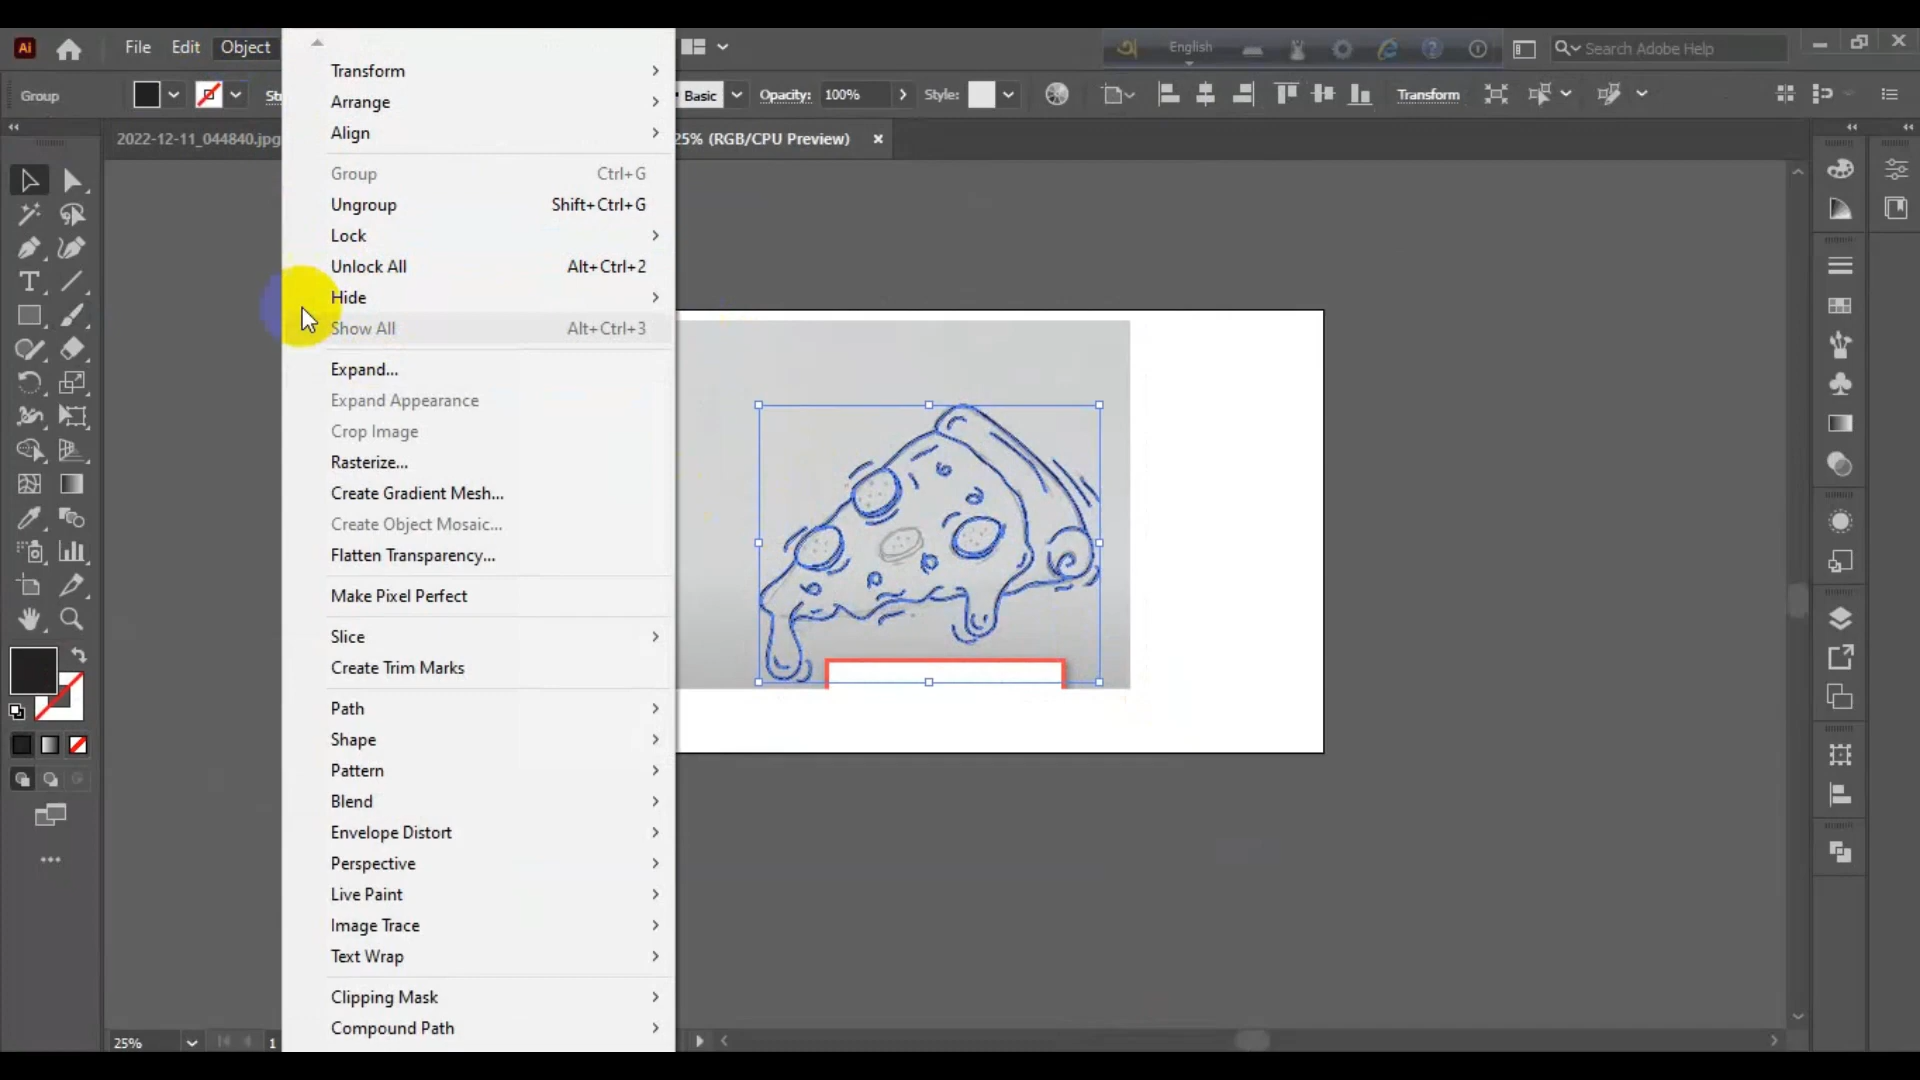 Ai File Edit Object English Search Adobe Help
Group Basic Opacity: 100% Style: Transform
2022-12-11_044840.jpg 25% (RGB/CPU Preview)
Transform
Arrange
Align
Group Ctrl+G
Ungroup Shift+Ctrl+G
Lock
Unlock All Alt+Ctrl+2
Hide
Show All Alt+Ctrl+3
Expand...
Expand Appearance
Crop Image
Rasterize...
Create Gradient Mesh...
Create Object Mosaic...
Flatten Transparency...
Make Pixel Perfect
Slice
Create Trim Marks
Path
Shape
Pattern
Blend
Envelope Distort
Perspective
Live Paint
Image Trace
Text Wrap
Clipping Mask
Compound Path
25% 1